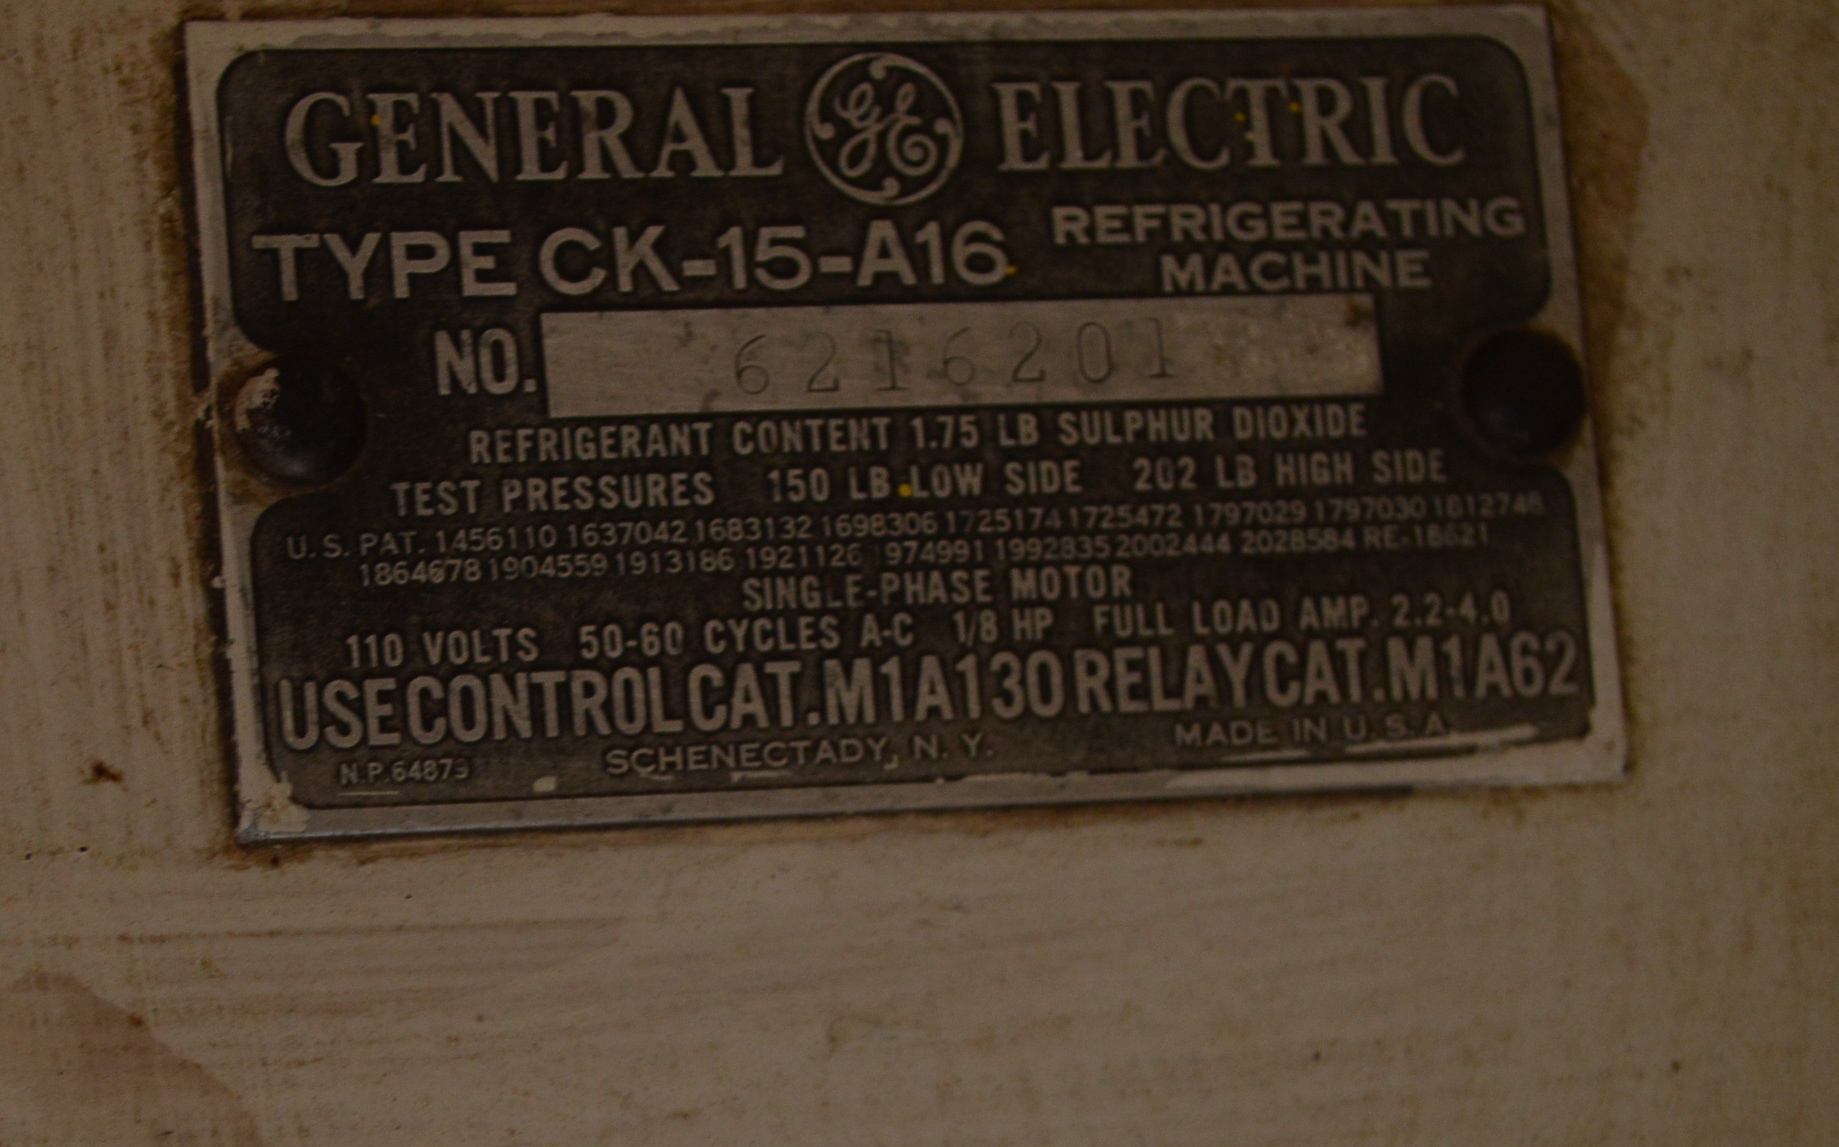 GENERAL GE ELECTRIC
TYPE CK-15-A16 REFRIGERATING MACHINE
NO. 6216201
REFRIGERANT CONTENT 1.75 LB SULPHUR DIOXIDE
TEST PRESSURES 150 LB. LOW SIDE 202 LB HIGH SIDE
U.S. PAT. 1456110 1637042 1683132 1698306 1725174 1725472 1797029 1797030 1812748
1864678 1904559 1913186 1921126 1974991 1992835 2002444 2028584 RE-18621
SINGLE-PHASE MOTOR
110 VOLTS 50-60 CYCLES A-C 1/8 HP FULL LOAD AMP. 2.2-4.0
USE CONTROL CAT. M1A130 RELAY CAT. M1A62
N.P. 64873 SCHENECTADY, N. Y. MADE IN U.S.A.